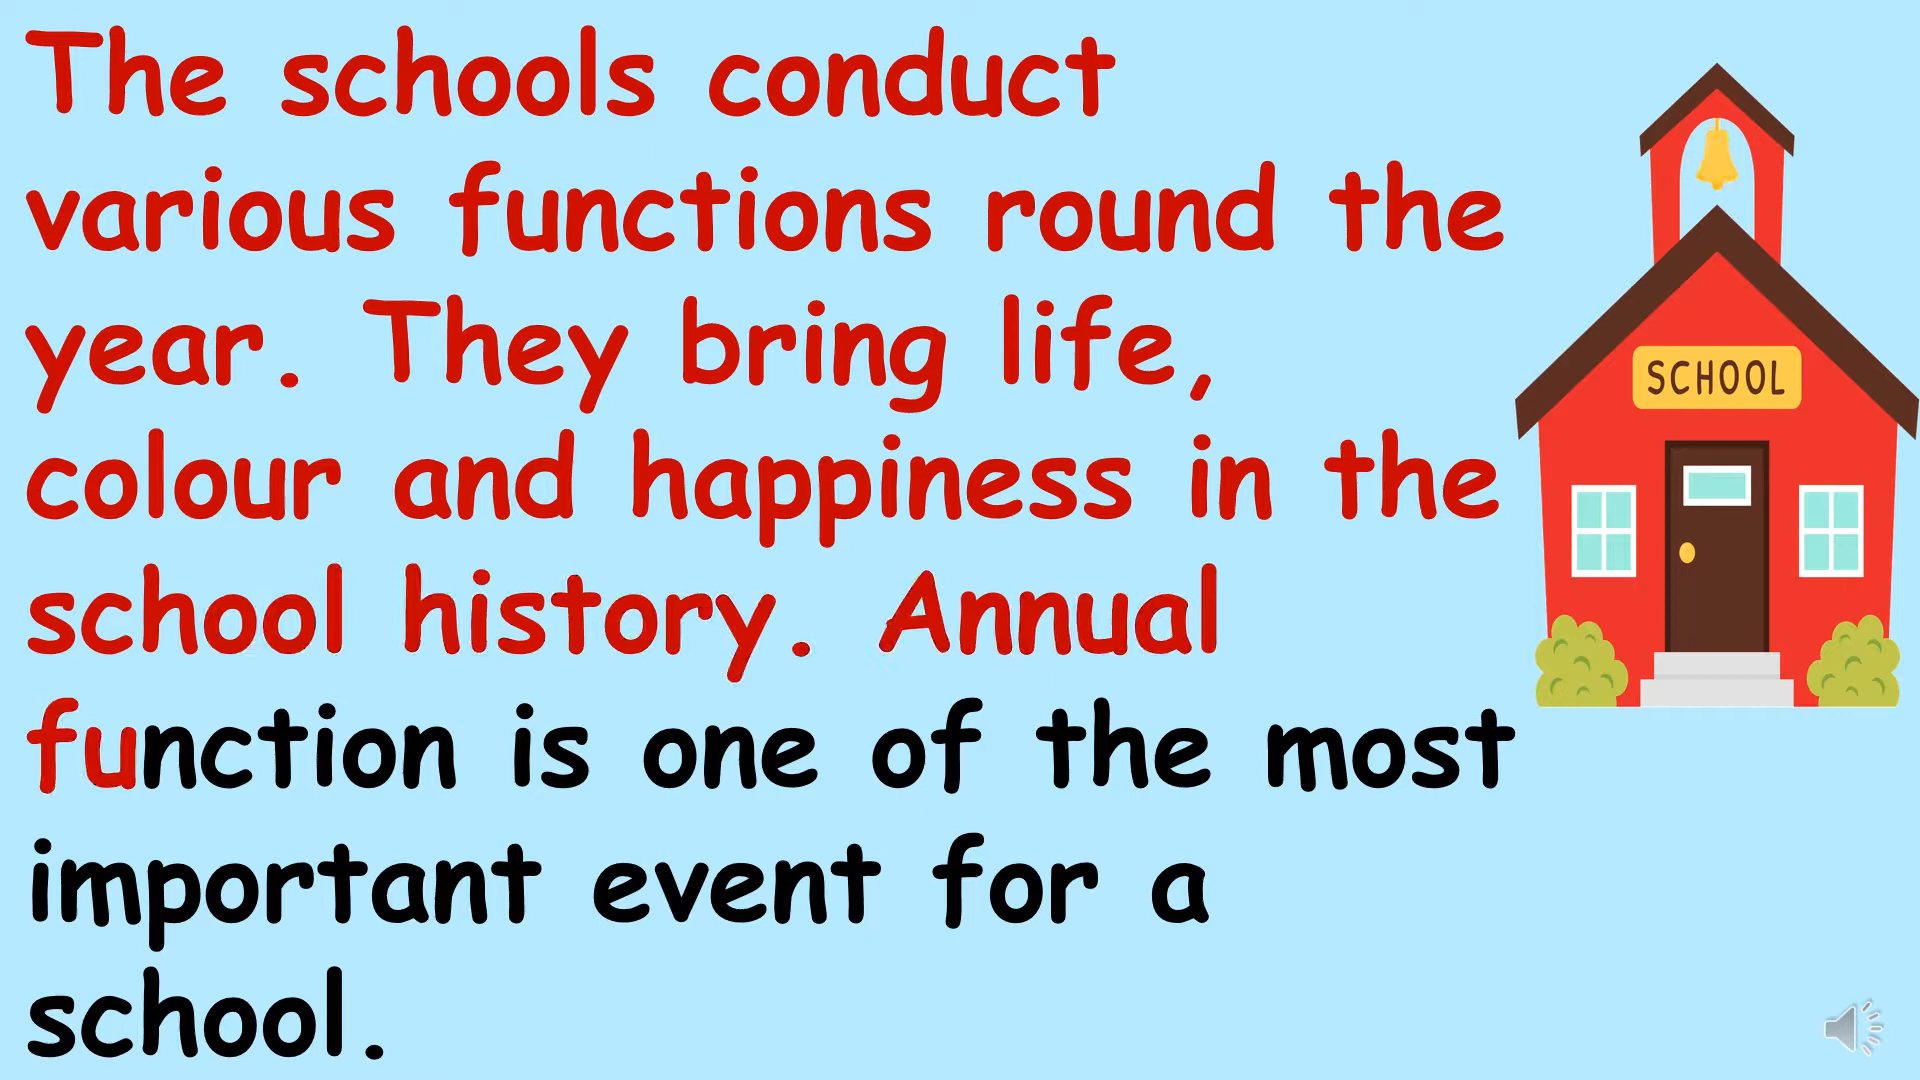 The schools conduct
various functions round the
year. They bring life,
colour and happiness in the
school history. Annual
function is one of the most
important event for a
school.
SCHOOL